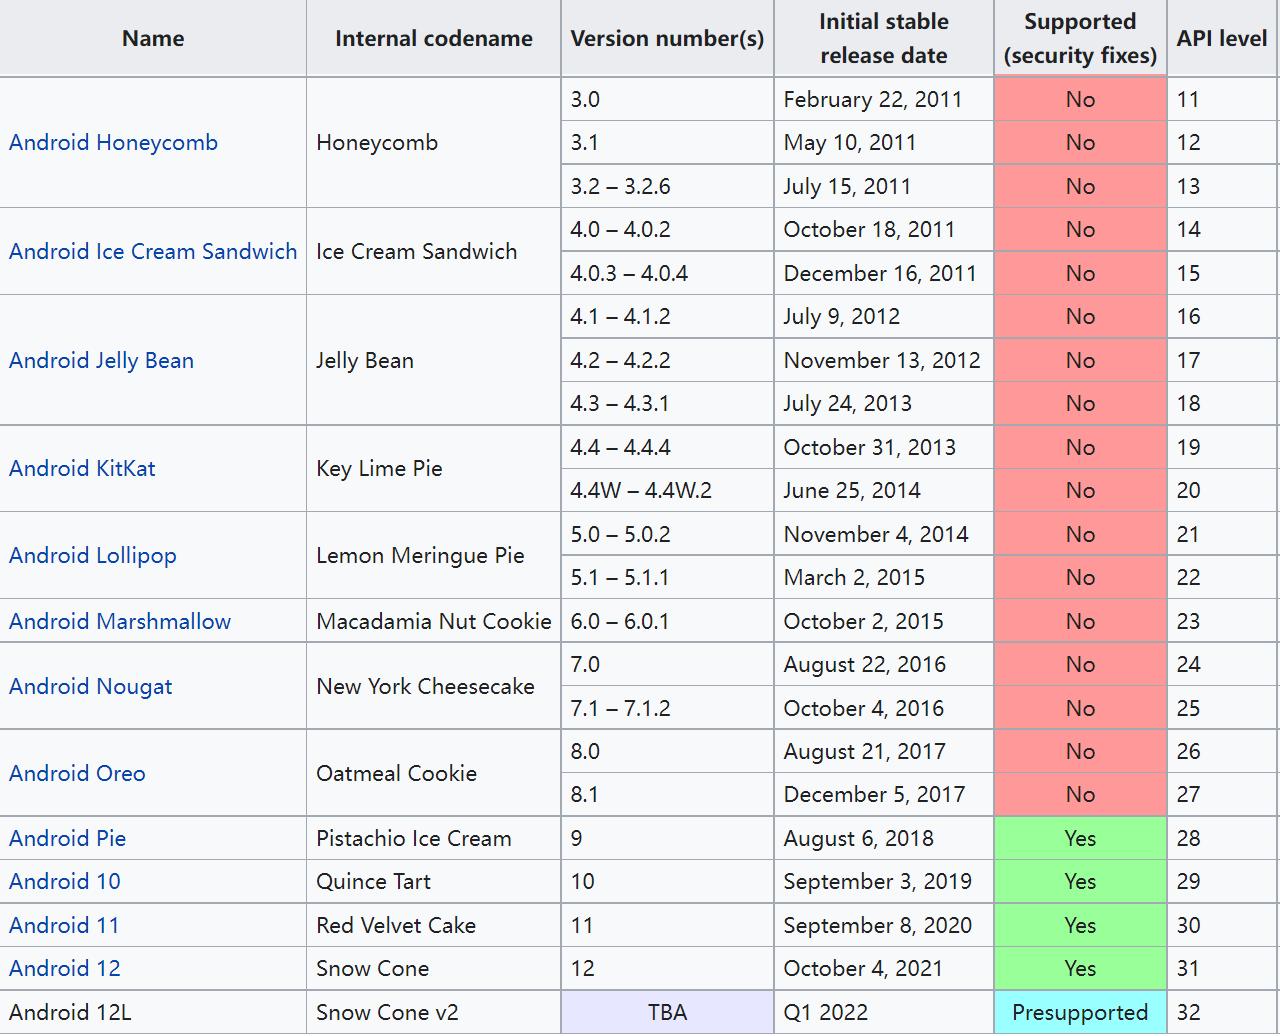 Name Internal codename Version number(s) Initial stable release date Supported (security fixes) API level
Android Honeycomb Honeycomb 3.0 February 22, 2011 No 11
3.1 May 10, 2011 No 12
3.2 – 3.2.6 July 15, 2011 No 13
Android Ice Cream Sandwich Ice Cream Sandwich 4.0 – 4.0.2 October 18, 2011 No 14
4.0.3 – 4.0.4 December 16, 2011 No 15
Android Jelly Bean Jelly Bean 4.1 – 4.1.2 July 9, 2012 No 16
4.2 – 4.2.2 November 13, 2012 No 17
4.3 – 4.3.1 July 24, 2013 No 18
Android KitKat Key Lime Pie 4.4 – 4.4.4 October 31, 2013 No 19
4.4W – 4.4W.2 June 25, 2014 No 20
Android Lollipop Lemon Meringue Pie 5.0 – 5.0.2 November 4, 2014 No 21
5.1 – 5.1.1 March 2, 2015 No 22
Android Marshmallow Macadamia Nut Cookie 6.0 – 6.0.1 October 2, 2015 No 23
Android Nougat New York Cheesecake 7.0 August 22, 2016 No 24
7.1 – 7.1.2 October 4, 2016 No 25
Android Oreo Oatmeal Cookie 8.0 August 21, 2017 No 26
8.1 December 5, 2017 No 27
Android Pie Pistachio Ice Cream 9 August 6, 2018 Yes 28
Android 10 Quince Tart 10 September 3, 2019 Yes 29
Android 11 Red Velvet Cake 11 September 8, 2020 Yes 30
Android 12 Snow Cone 12 October 4, 2021 Yes 31
Android 12L Snow Cone v2 TBA Q1 2022 Presupported 32